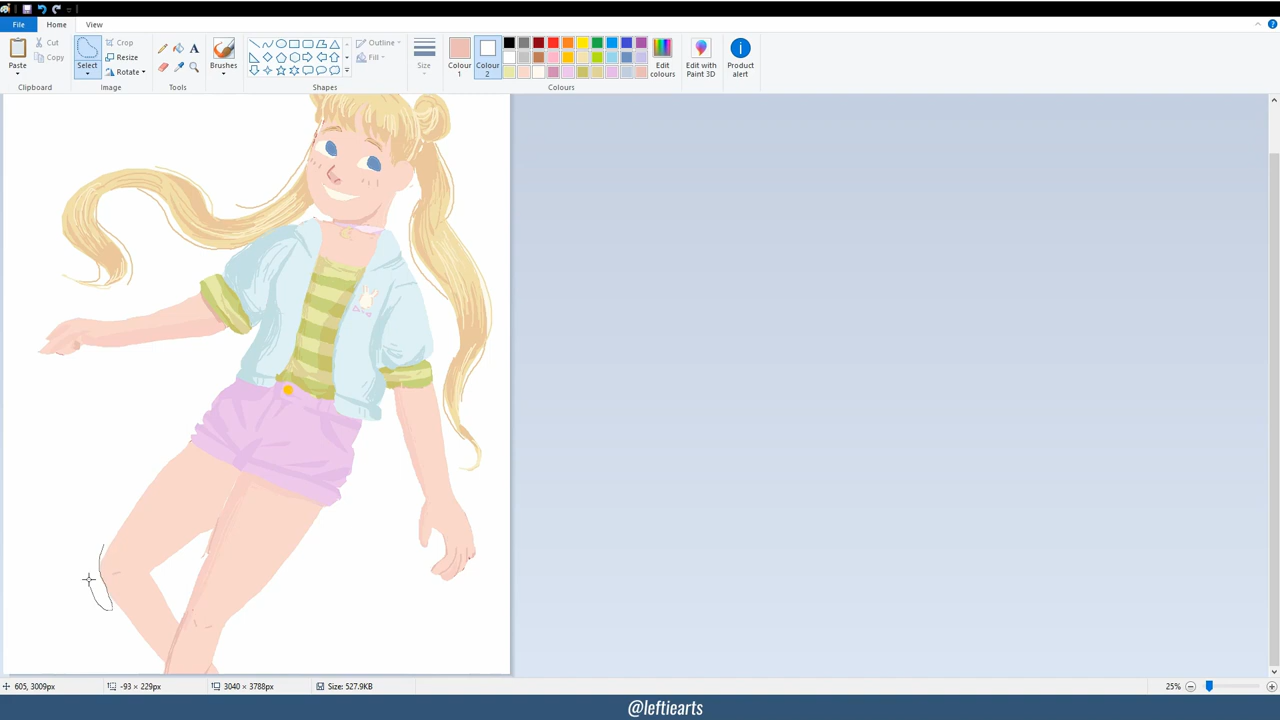 File Home View
Paste Cut Copy
Clipboard
Select Crop Resize Rotate
Image
Tools
Brushes
Outline Fill
Shapes
Size
Colour 1 Colour 2
Edit colours
Colours
Edit with Paint 3D
Product alert
605, 3009px -93 × 229px 3040 × 3788px Size: 527.9KB 25%
@leftiearts